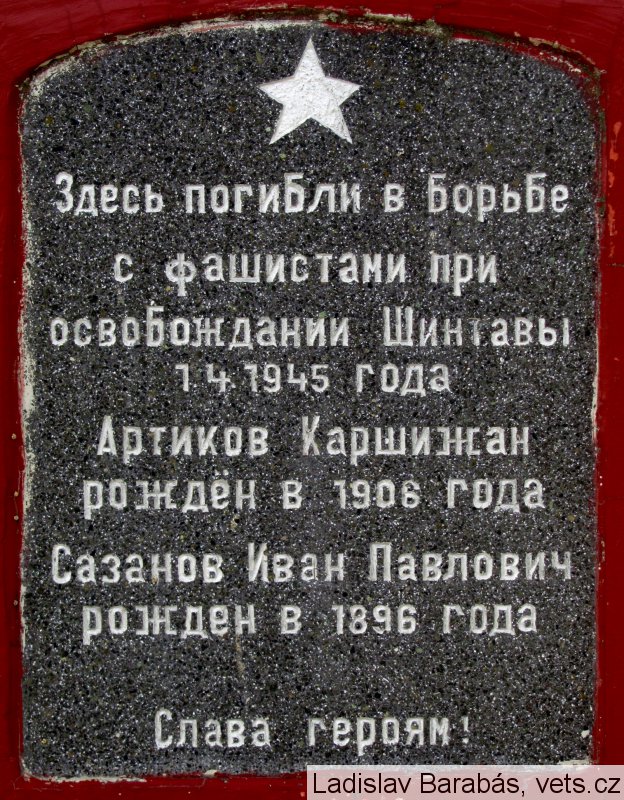 Здесь погибли в борьбе
с фашистами при
освобождании Шинтавы
1.4.1945 года
Артиков Каршижан
рождён в 1906 года
Сазанов Иван Павлович
рожден в 1896 года
Слава героям!
Ladislav Barabás, vets.cz